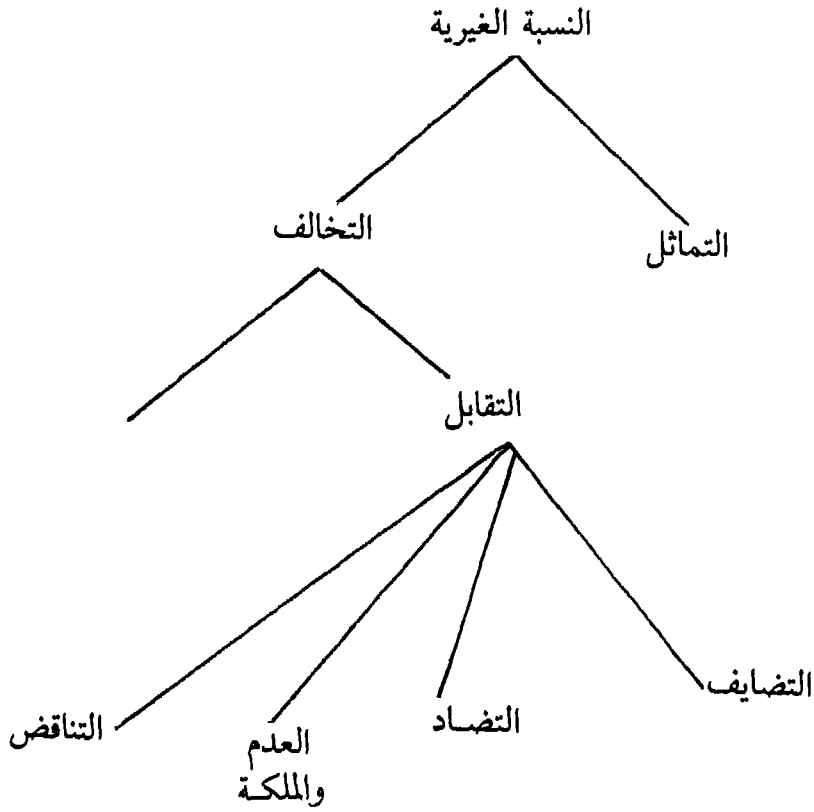 النسبة الغيرية
التماثل
التخالف
التقابل
التضايف
التضاد
العدم
والملكة
التناقض